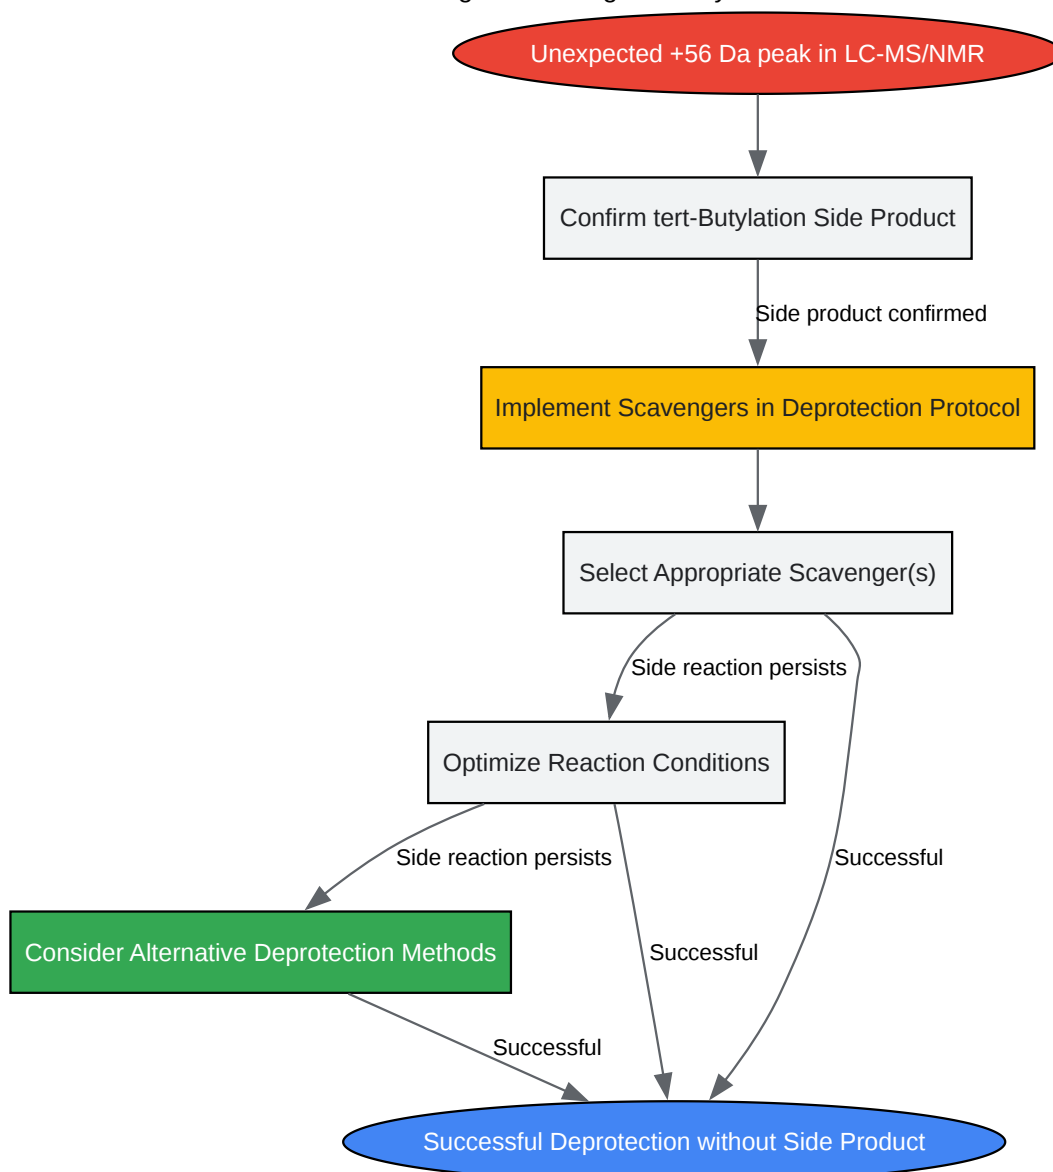 Unexpected +56 Da peak in LC-MS/NMR
Confirm tert-Butylation Side Product
Side product confirmed
Implement Scavengers in Deprotection Protocol
Select Appropriate Scavenger(s)
Side reaction persists
Optimize Reaction Conditions
Side reaction persists
Successful
Consider Alternative Deprotection Methods
Successful
Successful
Successful Deprotection without Side Product